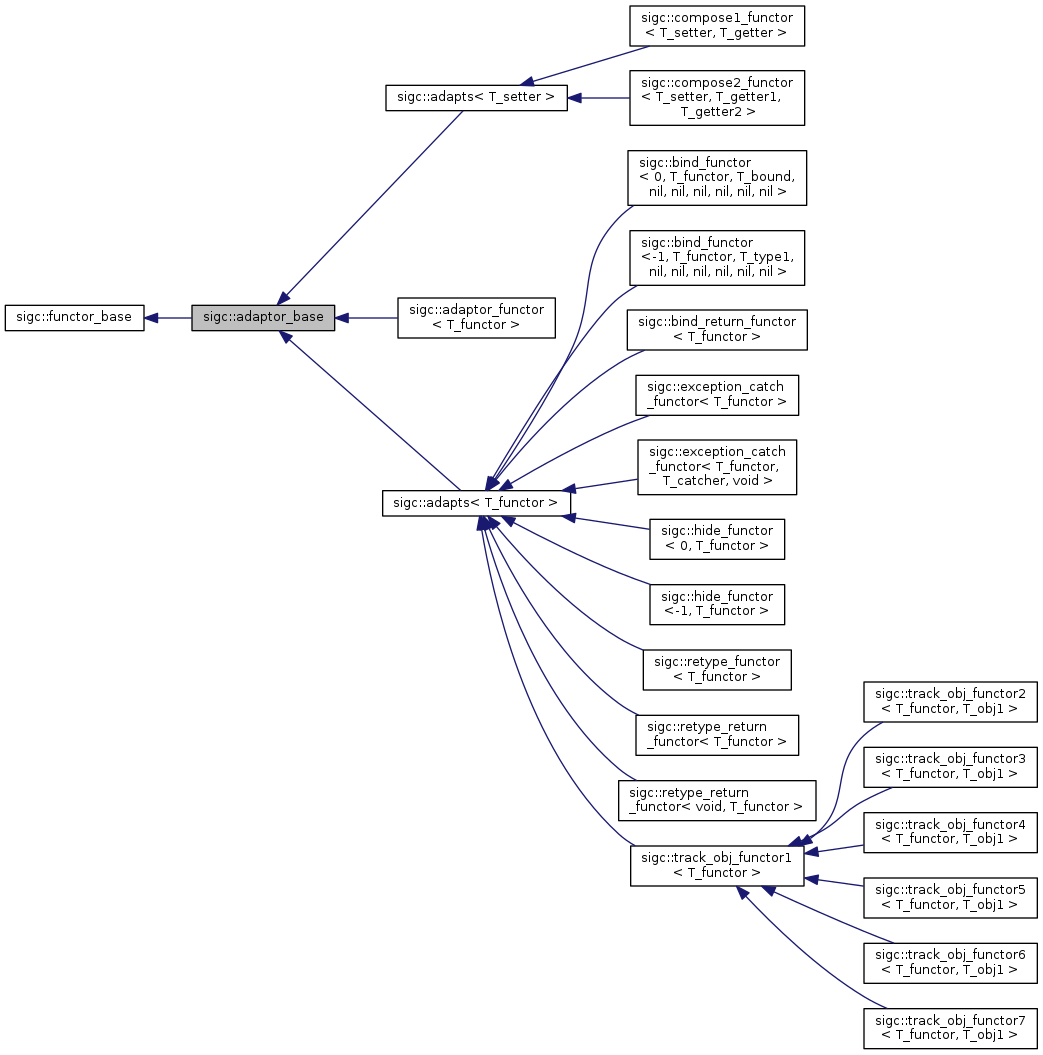 sigc::compose1_functor
< T_setter, T_getter >
sigc::adapts< T_setter >
sigc::compose2_functor
< T_setter, T_getter1,
T_getter2 >
sigc::bind_functor
< 0, T_functor, T_bound,
nil, nil, nil, nil, nil, nil >
sigc::bind_functor
<-1, T_functor, T_type1,
nil, nil, nil, nil, nil, nil >
sigc::functor_base
sigc::adaptor_base
sigc::adaptor_functor
< T_functor >
sigc::bind_return_functor
< T_functor >
sigc::exception_catch
_functor< T_functor >
sigc::exception_catch
_functor< T_functor,
T_catcher, void >
sigc::adapts< T_functor >
sigc::hide_functor
< 0, T_functor >
sigc::hide_functor
<-1, T_functor >
sigc::retype_functor
< T_functor >
sigc::retype_return
_functor< T_functor >
sigc::retype_return
_functor< void, T_functor >
sigc::track_obj_functor1
< T_functor >
sigc::track_obj_functor2
< T_functor, T_obj1 >
sigc::track_obj_functor3
< T_functor, T_obj1 >
sigc::track_obj_functor4
< T_functor, T_obj1 >
sigc::track_obj_functor5
< T_functor, T_obj1 >
sigc::track_obj_functor6
< T_functor, T_obj1 >
sigc::track_obj_functor7
< T_functor, T_obj1 >